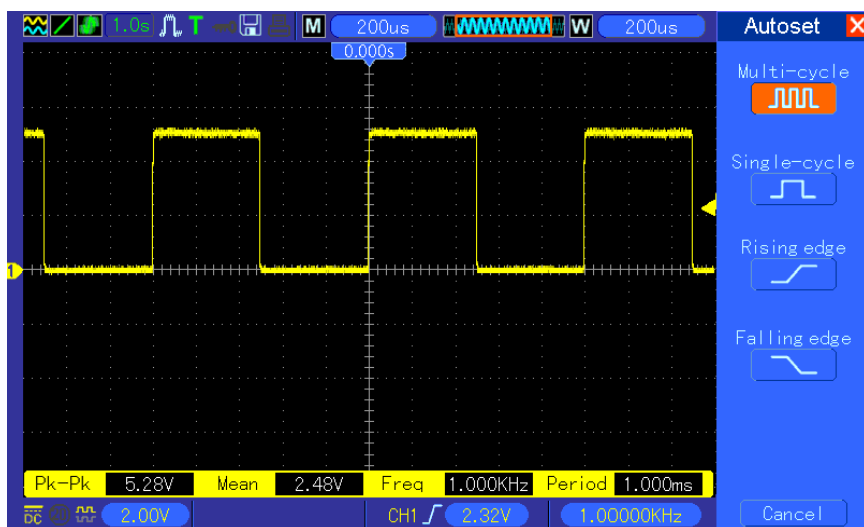 1.0s T M 200us W 200us Autoset X
0.000s
Multi-cycle
Single-cycle
1
Rising edge
Falling edge
Pk-Pk 5.28V Mean 2.48V Freq 1.000KHz Period 1.000ms
DC 2.00V CH1 2.32V 1.00000KHz Cancel